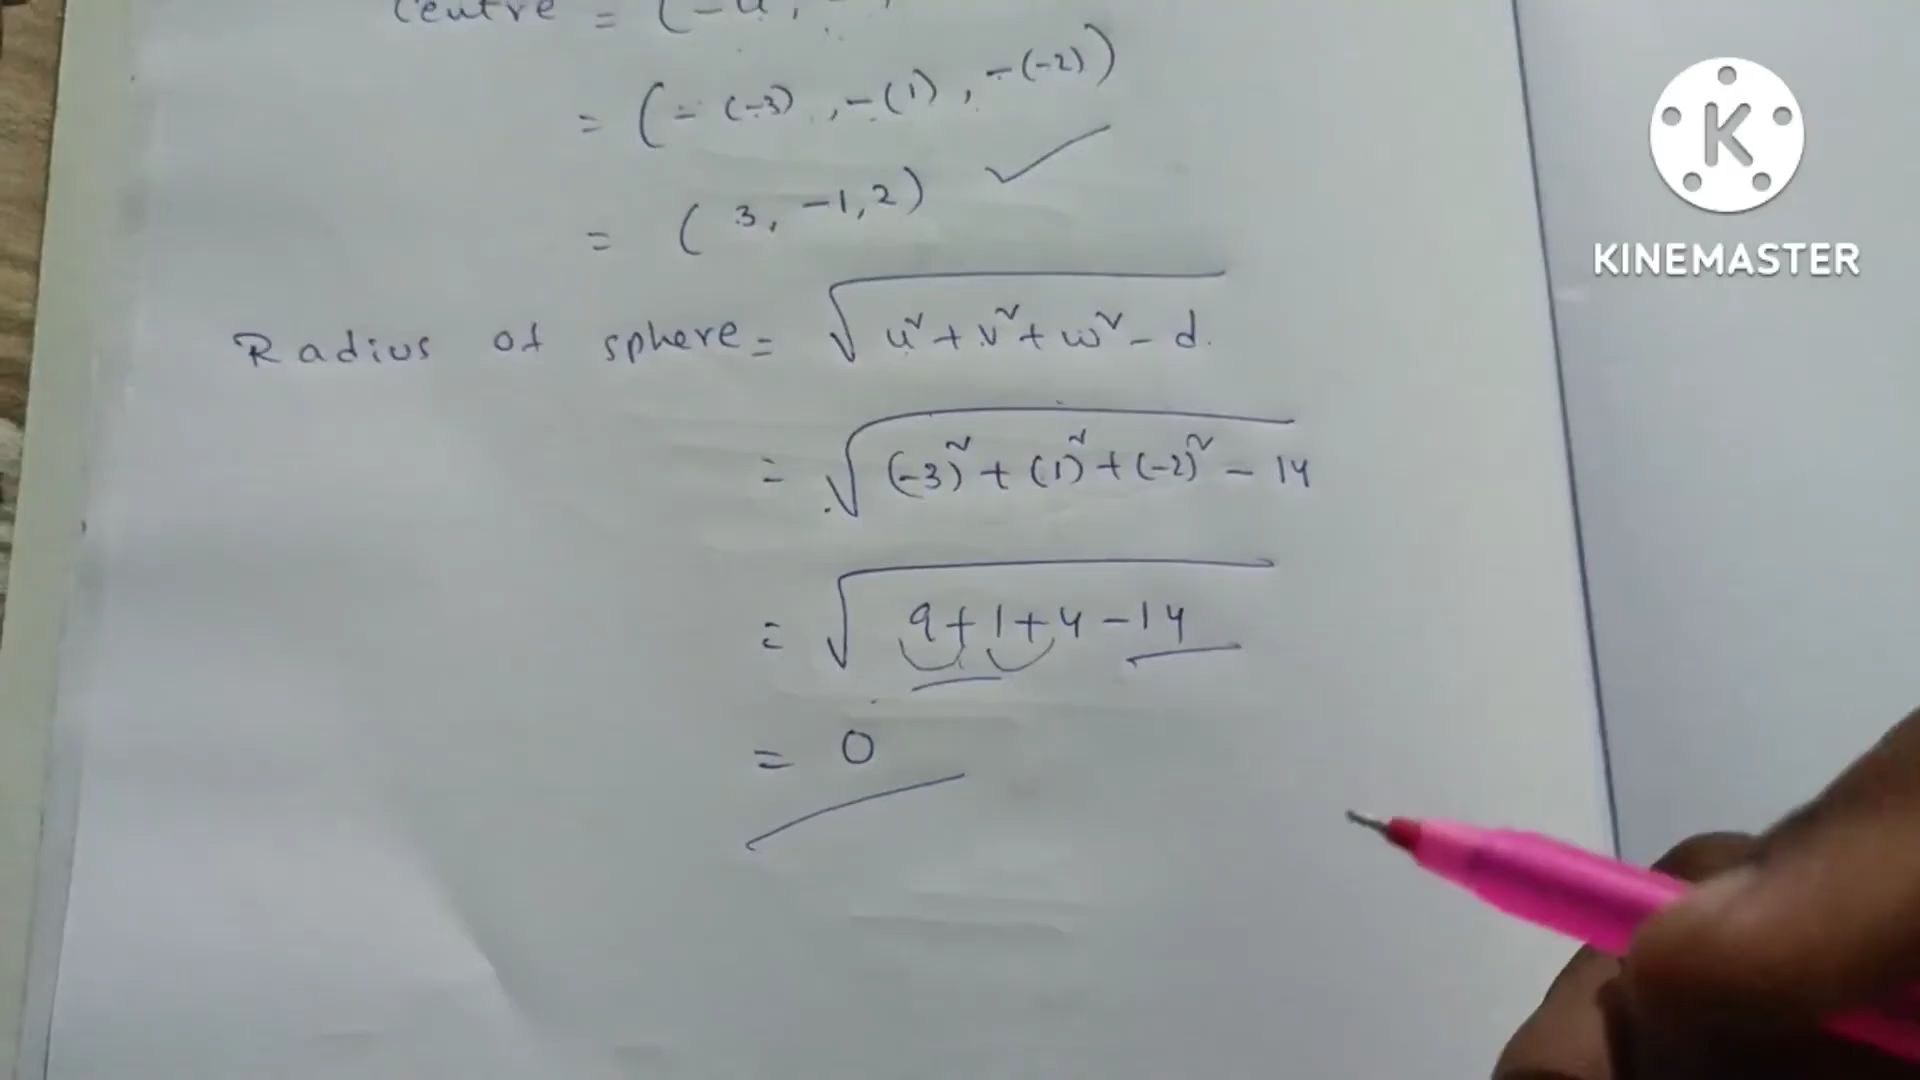 Centre = (-u,
= (-(-3), -(1), -(-2))
= (3, -1, 2) ✓
Radius of sphere = √(u² + v² + w² - d)
= √((-3)² + (1)² + (-2)² - 14)
= √(9 + 1 + 4 - 14)
= 0
K
KINEMASTER